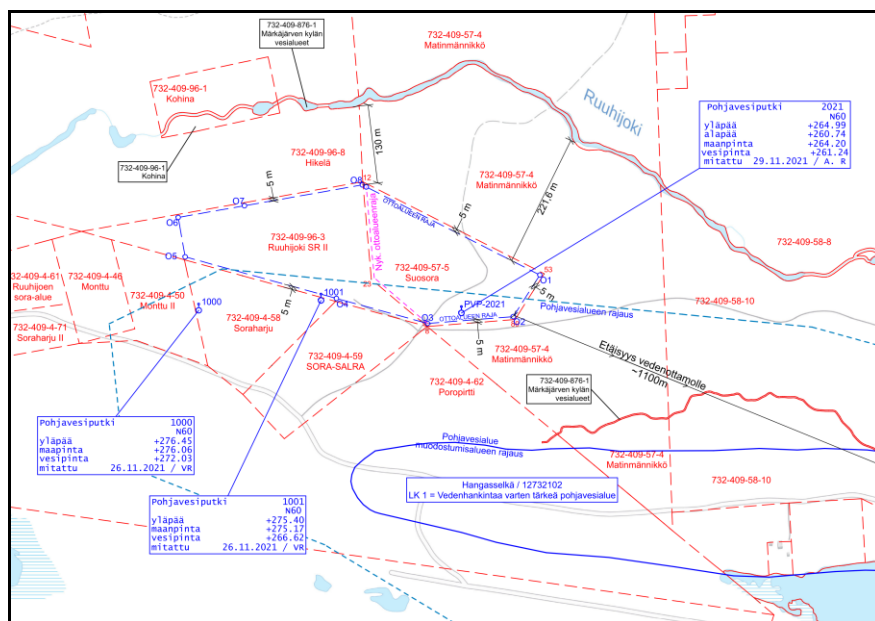 732-409-876-1
Märkäjärven kylän
vesialueet
732-409-57-4
Matinmännikkö
732-409-96-1
Kohina
Ruuhijoki
Pohjavesiputki 2021
N60
yläpää +264.99
alapää +260.74
maanpinta +264.20
vesipinta +261.24
mitattu 29.11.2021 / A. R
130 m
732-409-96-8
Hikelä
732-409-96-1
Kohina
5 m
O8
12
732-409-57-4
Matinmännikkö
221.6 m
O7
OTTOALUEEN RAJA
5 m
O6
732-409-96-3
Ruuhijoki SR II
Nyk. ottoalueenraja
732-409-58-8
O5
732-409-57-5
Suosora
53
O1
5 m
732-409-4-61
Ruuhijoen
sora-alue
732-409-4-46
Monttu
732-409-4-50
Monttu II
1000
5 m
1001
O4
PVP-2021
Pohjavesialueen rajaus
732-409-58-10
O3
OTTOALUEEN RAJA
O2
5 m
732-409-4-71
Soraharju II
732-409-4-58
Soraharju
732-409-4-59
SORA-SALRA
732-409-57-4
Matinmännikkö
Etäisyys vedenottamolle
~1100m
732-409-4-62
Poropirtti
732-409-876-1
Märkäjärven kylän
vesialueet
Pohjavesiputki 1000
N60
yläpää +276.45
maapinta +276.06
vesipinta +272.03
mitattu 26.11.2021 / VR
Pohjavesialue
muodostumisalueen rajaus
732-409-57-4
Matinmännikkö
732-409-58-10
Hangasselkä / 12732102
LK 1 = Vedenhankintaa varten tärkeä pohjavesialue
Pohjavesiputki 1001
N60
yläpää +275.40
maanpinta +275.17
vesipinta +266.62
mitattu 26.11.2021 / VR